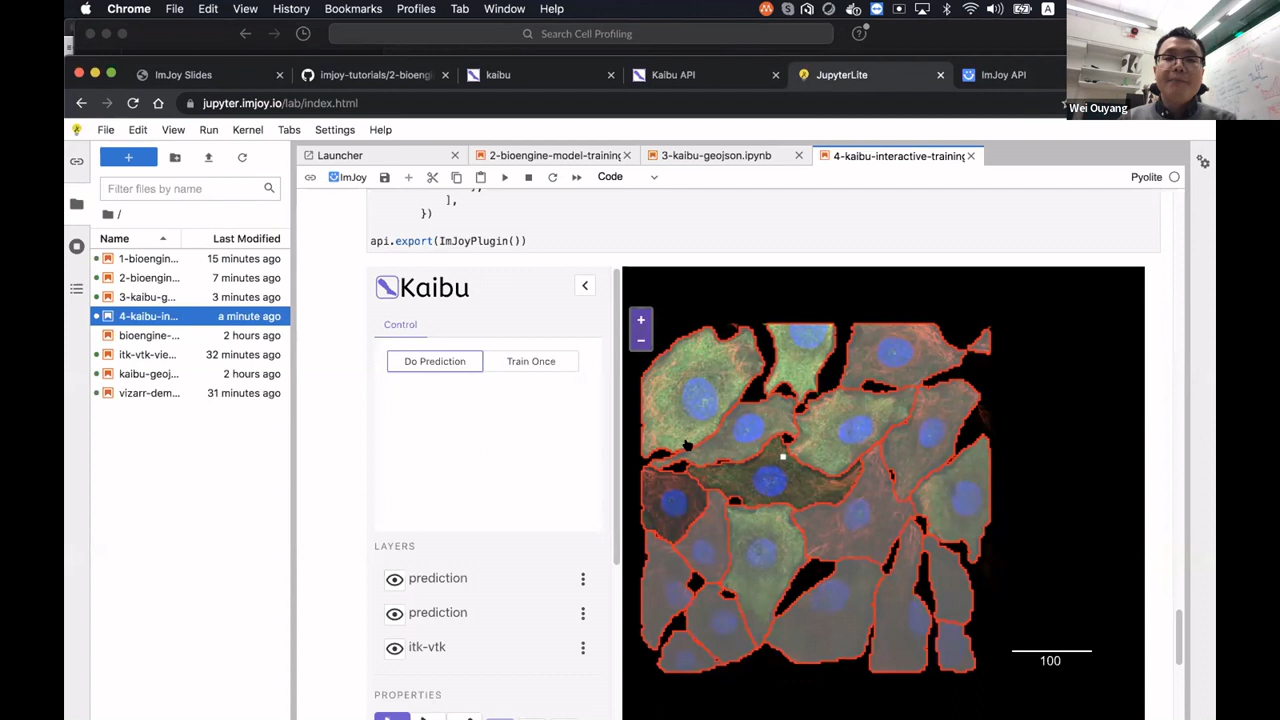 Chrome File Edit View History Bookmarks Profiles Tab Window Help
Search Cell Profiling
ImJoy Slides
imjoy-tutorials/2-bioengi
kaibu
Kaibu API
JupyterLite
ImJoy API
Wei Ouyang
jupyter.imjoy.io/lab/index.html
File Edit View Run Kernel Tabs Settings Help
Launcher
2-bioengine-model-training
3-kaibu-geojson.ipynb
4-kaibu-interactive-training
ImJoy
Code
Pyolite
Filter files by name
/
Name Last Modified
1-bioengin... 15 minutes ago
2-bioengin... 7 minutes ago
3-kaibu-g... 3 minutes ago
4-kaibu-in... a minute ago
bioengine-... 2 hours ago
itk-vtk-vie... 32 minutes ago
kaibu-geoj... 2 hours ago
vizarr-dem... 31 minutes ago
],
})
api.export(ImJoyPlugin())
Kaibu
Control
Do Prediction Train Once
LAYERS
prediction
prediction
itk-vtk
PROPERTIES
100